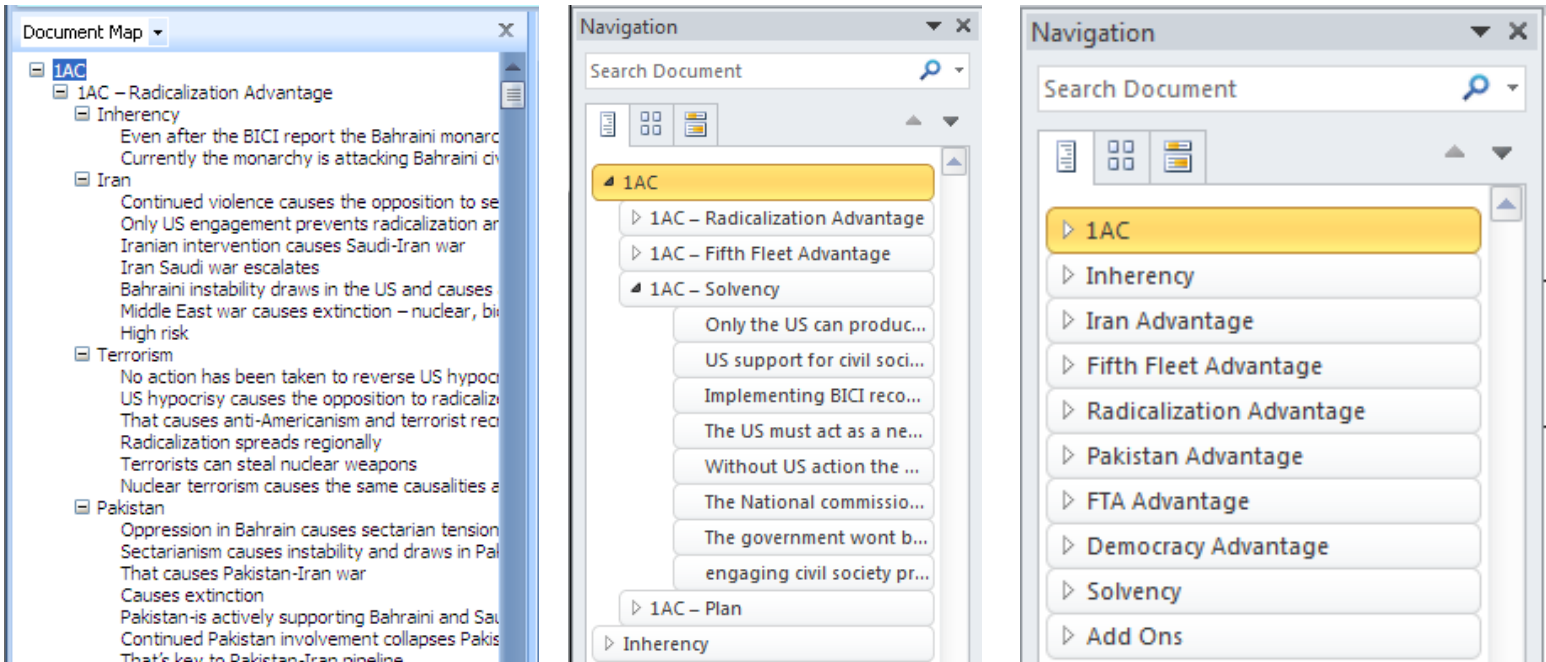 Document Map
1AC
1AC – Radicalization Advantage
Inherency
Even after the BICI report the Bahraini monarc
Currently the monarchy is attacking Bahraini civ
Iran
Continued violence causes the opposition to se
Only US engagement prevents radicalization an
Iranian intervention causes Saudi-Iran war
Iran Saudi war escalates
Bahraini instability draws in the US and causes
Middle East war causes extinction – nuclear, bio
High risk
Terrorism
No action has been taken to reverse US hypocr
US hypocrisy causes the opposition to radicalize
That causes anti-Americanism and terrorist recr
Radicalization spreads regionally
Terrorists can steal nuclear weapons
Nuclear terrorism causes the same causalities a
Pakistan
Oppression in Bahrain causes sectarian tension
Sectarianism causes instability and draws in Pak
That causes Pakistan-Iran war
Causes extinction
Pakistan-is actively supporting Bahraini and Sau
Continued Pakistan involvement collapses Pakis
That's key to Pakistan-Iran pipeline
Navigation
Search Document
1AC
1AC – Radicalization Advantage
1AC – Fifth Fleet Advantage
1AC – Solvency
Only the US can produc...
US support for civil soci...
Implementing BICI reco...
The US must act as a ne...
Without US action the ...
The National commissio...
The government wont b...
engaging civil society pr...
1AC – Plan
Inherency
Navigation
Search Document
1AC
Inherency
Iran Advantage
Fifth Fleet Advantage
Radicalization Advantage
Pakistan Advantage
FTA Advantage
Democracy Advantage
Solvency
Add Ons